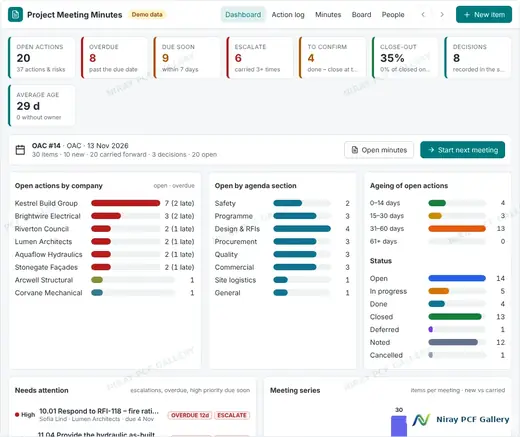 Project Meeting Minutes Demo data Dashboard Action log Minutes Board People + New item
OPEN ACTIONS
20
37 actions & risks
OVERDUE
8
past the due date
DUE SOON
9
within 7 days
ESCALATE
6
carried 3+ times
TO CONFIRM
4
done – close at t...
CLOSE-OUT
35%
0% of closed on...
DECISIONS
8
recorded in the s...
AVERAGE AGE
29 d
0 without owner
OAC #14 · OAC · 13 Nov 2026
30 items · 10 new · 20 carried forward · 3 decisions · 20 open
Open minutes
Start next meeting
Open actions by company open · overdue
Kestrel Build Group 7 (2 late)
Brightwire Electrical 3 (2 late)
Riverton Council 2 (1 late)
Lumen Architects 2 (1 late)
Aquaflow Hydraulics 2 (1 late)
Stonegate Façades 2 (1 late)
Arcwell Structural 1
Corvane Mechanical 1
Open by agenda section
Safety 2
Programme 3
Design & RFIs 4
Procurement 3
Quality 3
Commercial 3
Site logistics 1
General 1
Ageing of open actions
0–14 days 4
15–30 days 3
31–60 days 13
61+ days 0
Status
Open 14
In progress 5
Done 4
Closed 13
Deferred 1
Noted 12
Cancelled 1
Needs attention escalations, overdue, high priority due soon
High 10.01 Respond to RFI-118 – fire rati... OVERDUE 12d ESCALATE
Sofia Lind · Lumen Architects · due 4 Nov
11.04 Provide the hydraulic as-built
Meeting series items per meeting · new vs carried
30
Niray PCF Gallery
NIRAY PCF GALLERY